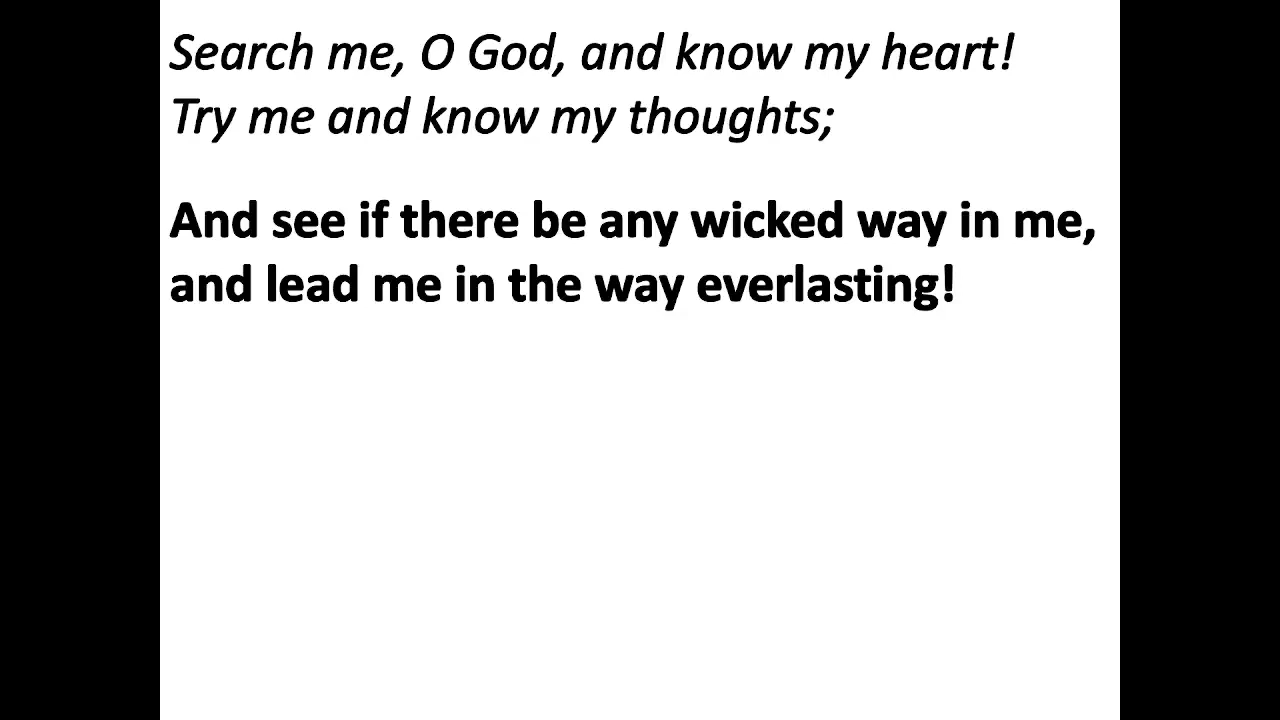 Search me, O God, and know my heart!
Try me and know my thoughts;
And see if there be any wicked way in me,
and lead me in the way everlasting!